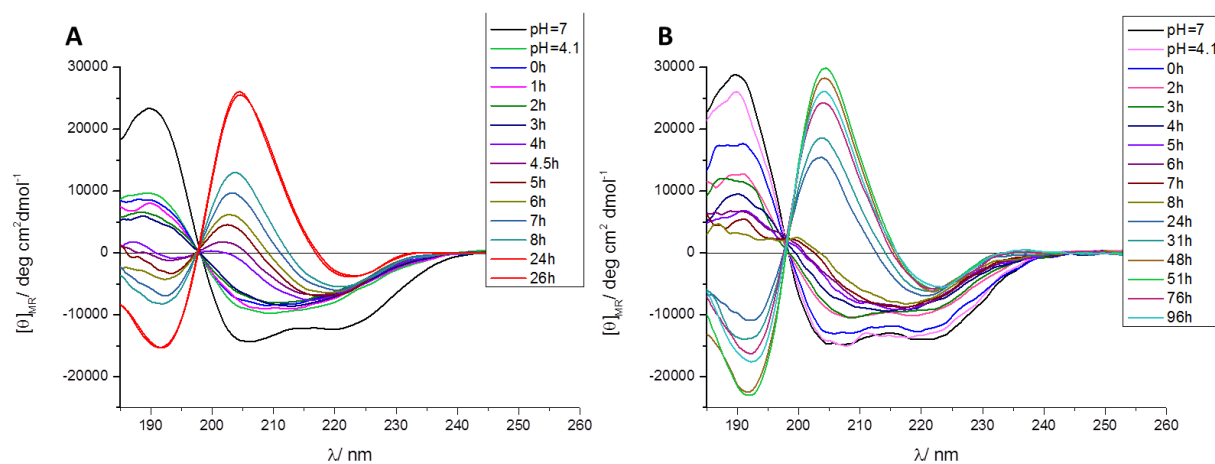 A
pH=7
pH=4.1
0h
1h
2h
3h
4h
4.5h
5h
6h
7h
8h
24h
26h
30000
20000
10000
0
-10000
-20000
[θ]MR/ deg cm2dmol-1
190 200 210 220 230 240 250 260
λ/ nm
B
pH=7
pH=4.1
0h
2h
3h
4h
5h
6h
7h
8h
24h
31h
48h
51h
76h
96h
30000
20000
10000
0
-10000
-20000
[θ]MR/ deg cm2dmol-1
190 200 210 220 230 240 250 260
λ/ nm